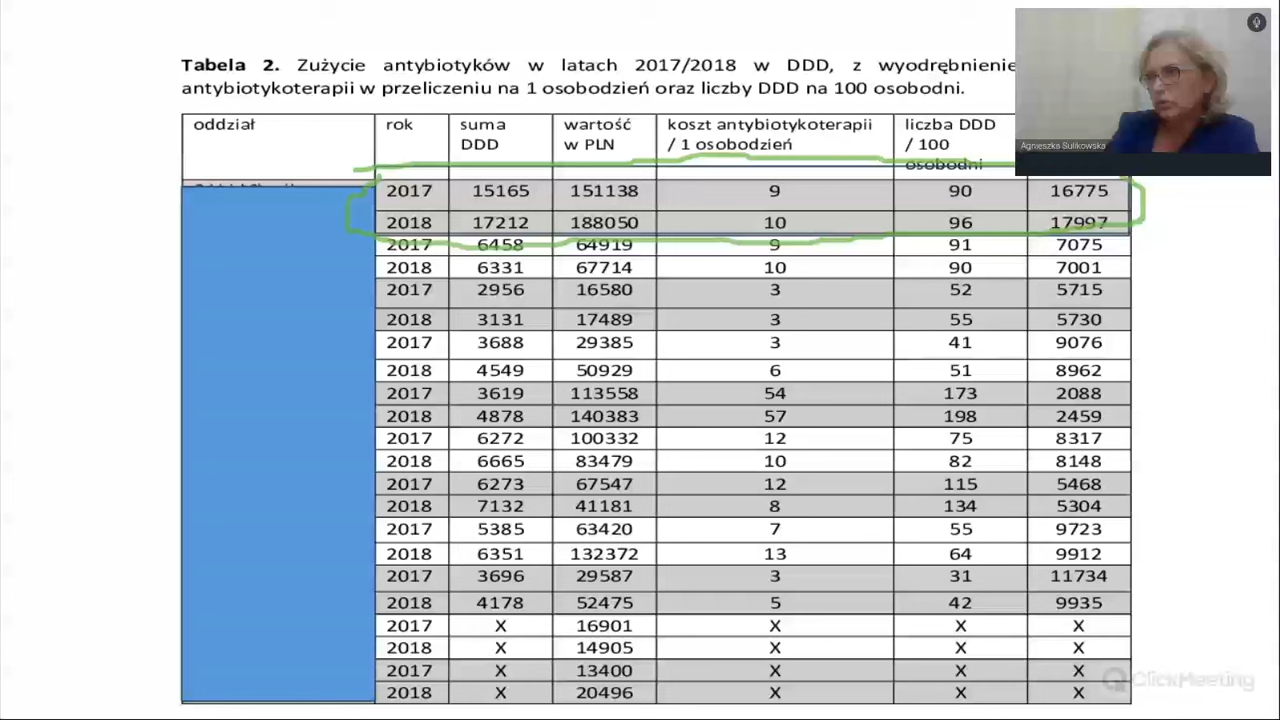 Tabela 2. Zużycie antybiotyków w latach 2017/2018 w DDD, z wyodrębnienie
antybiotykoterapii w przeliczeniu na 1 osobodzień oraz liczby DDD na 100 osobodni.
Agnieszka Sulikowska
oddział rok suma DDD wartość w PLN koszt antybiotykoterapii / 1 osobodzień liczba DDD / 100 osobodni
2017 15165 151138 9 90 16775
2018 17212 188050 10 96 17997
2017 6458 64919 9 91 7075
2018 6331 67714 10 90 7001
2017 2956 16580 3 52 5715
2018 3131 17489 3 55 5730
2017 3688 29385 3 41 9076
2018 4549 50929 6 51 8962
2017 3619 113558 54 173 2088
2018 4878 140383 57 198 2459
2017 6272 100332 12 75 8317
2018 6665 83479 10 82 8148
2017 6273 67547 12 115 5468
2018 7132 41181 8 134 5304
2017 5385 63420 7 55 9723
2018 6351 132372 13 64 9912
2017 3696 29587 3 31 11734
2018 4178 52475 5 42 9935
2017 X 16901 X X X
2018 X 14905 X X X
2017 X 13400 X X X
2018 X 20496 X X X
ClickMeeting